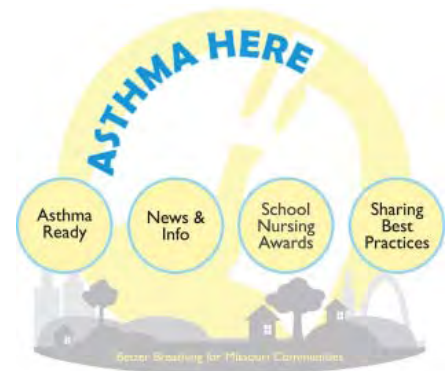 ASTHMA HERE
Asthma
Ready
News &
Info
School
Nursing
Awards
Sharing
Best
Practices
Better Breathing for Missouri Communities